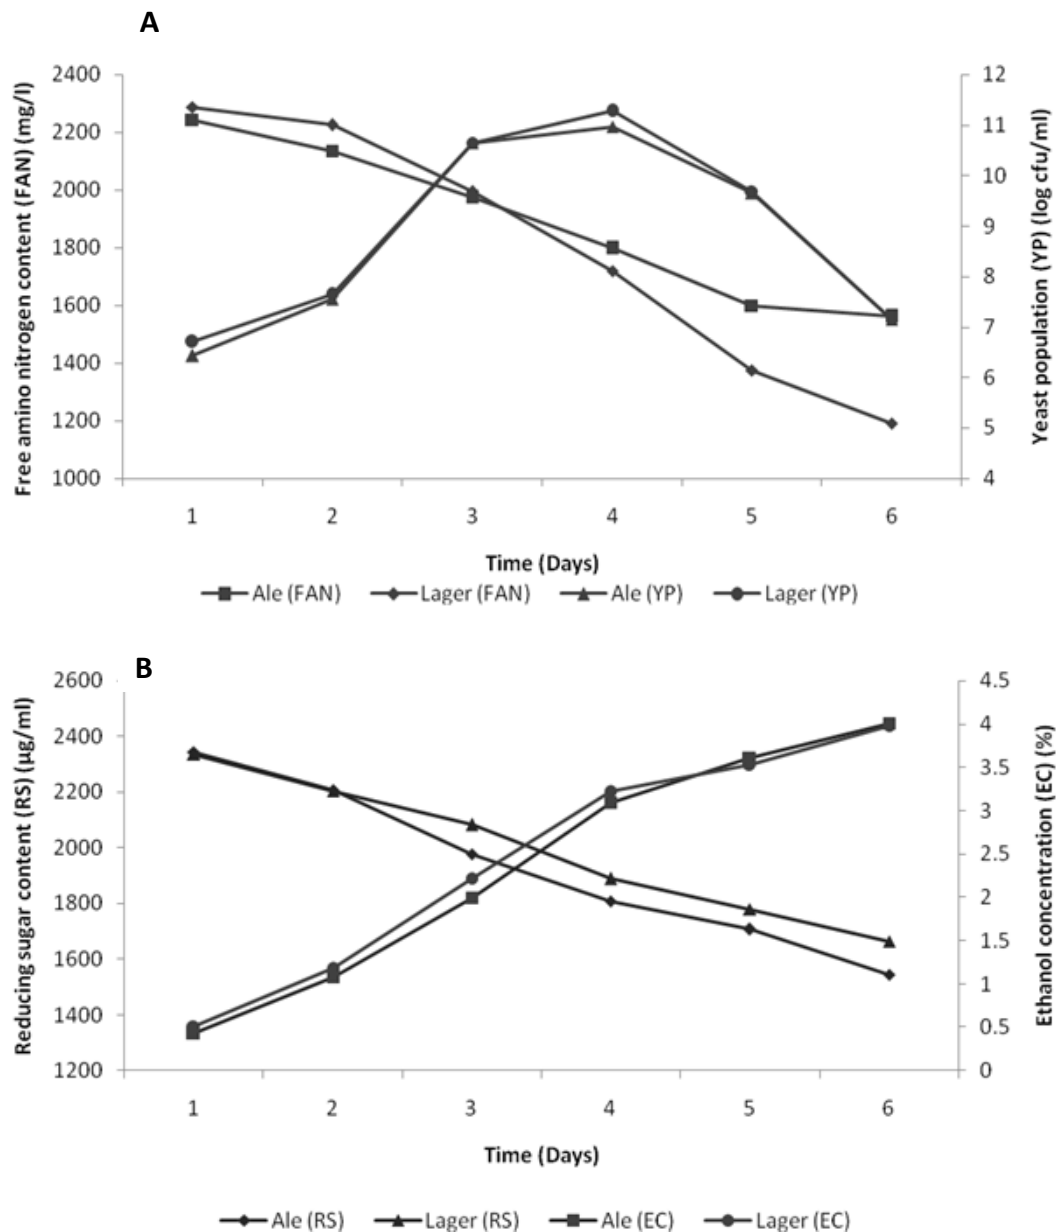 A
Free amino nitrogen content (FAN) (mg/l)
2400
2200
2000
1800
1600
1400
1200
1000
12
11
10
9
8
7
6
5
4
Yeast population (YP) (log cfu/ml)
1 2 3 4 5 6
Time (Days)
Ale (FAN) Lager (FAN) Ale (YP) Lager (YP)
B
Reducing sugar content (RS) (µg/ml)
2600
2400
2200
2000
1800
1600
1400
1200
4.5
4
3.5
3
2.5
2
1.5
1
0.5
0
Ethanol concentration (EC) (%)
1 2 3 4 5 6
Time (Days)
Ale (RS) Lager (RS) Ale (EC) Lager (EC)